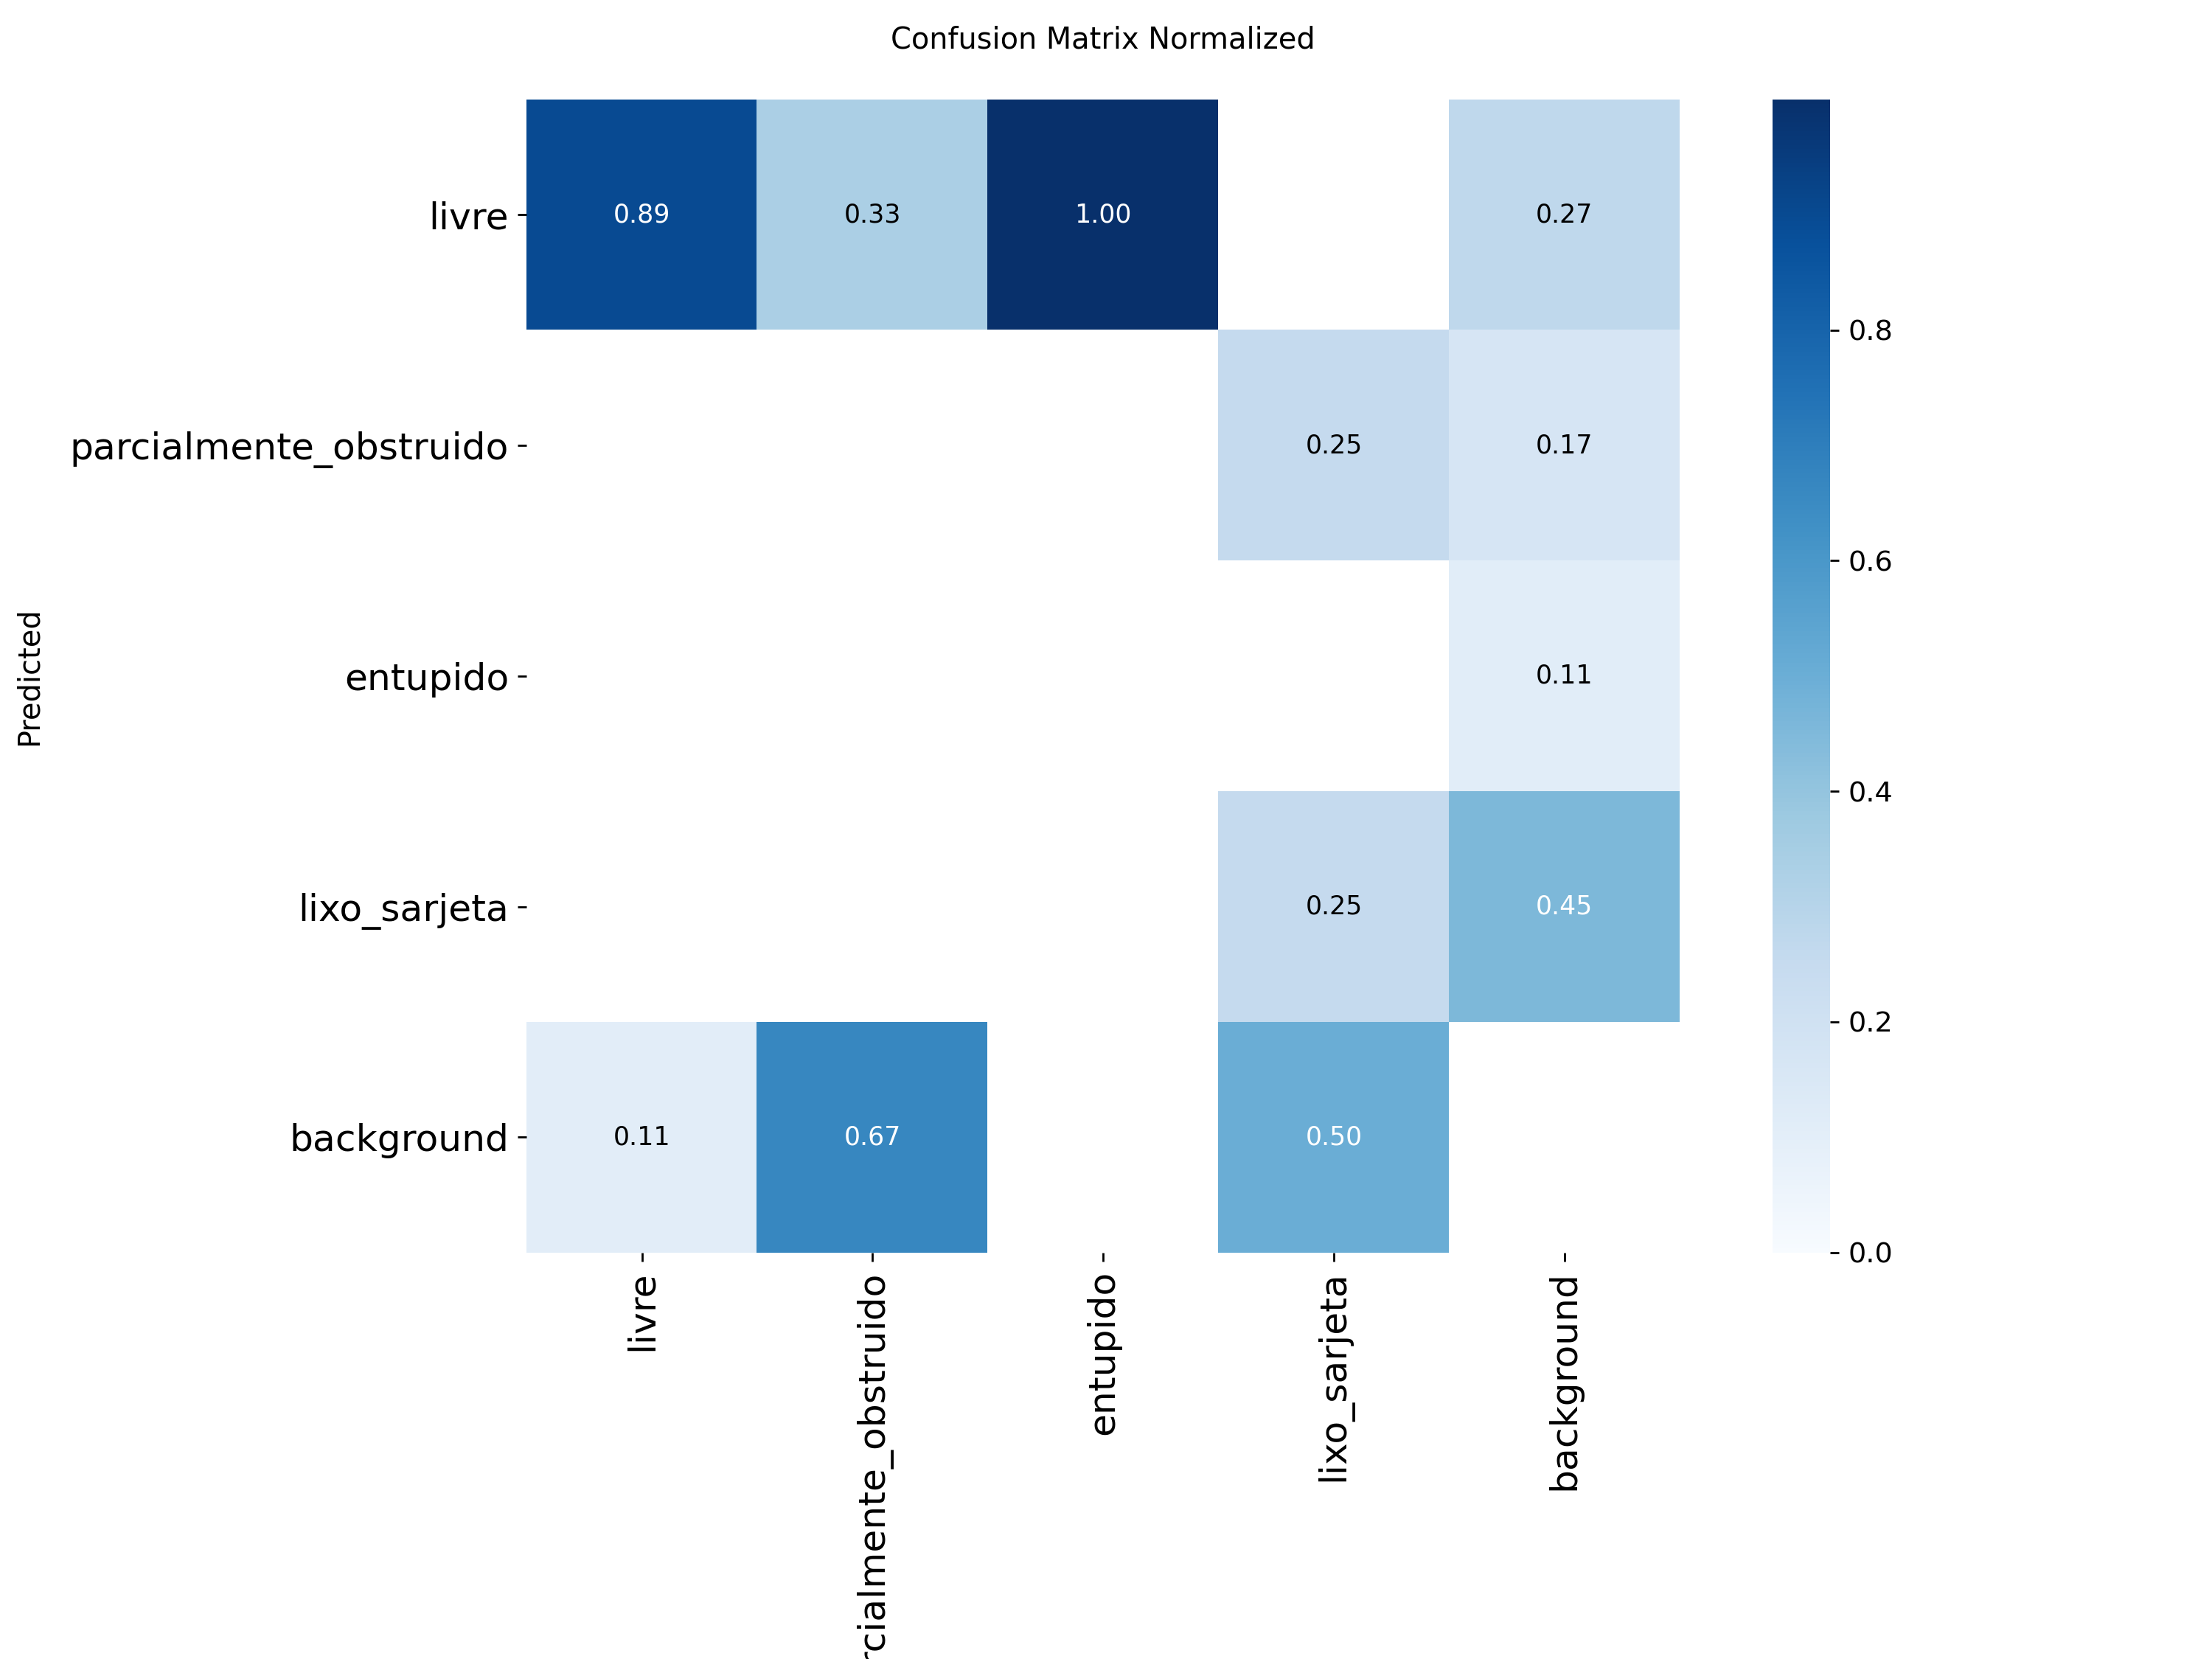 Confusion Matrix Normalized
livre
0.89
0.33
1.00
0.27
parcialmente_obstruido
0.25
0.17
entupido
0.11
lixo_sarjeta
0.25
0.45
background
0.11
0.67
0.50
Predicted
livre
rcialmente_obstruido
entupido
lixo_sarjeta
background
0.8
0.6
0.4
0.2
0.0